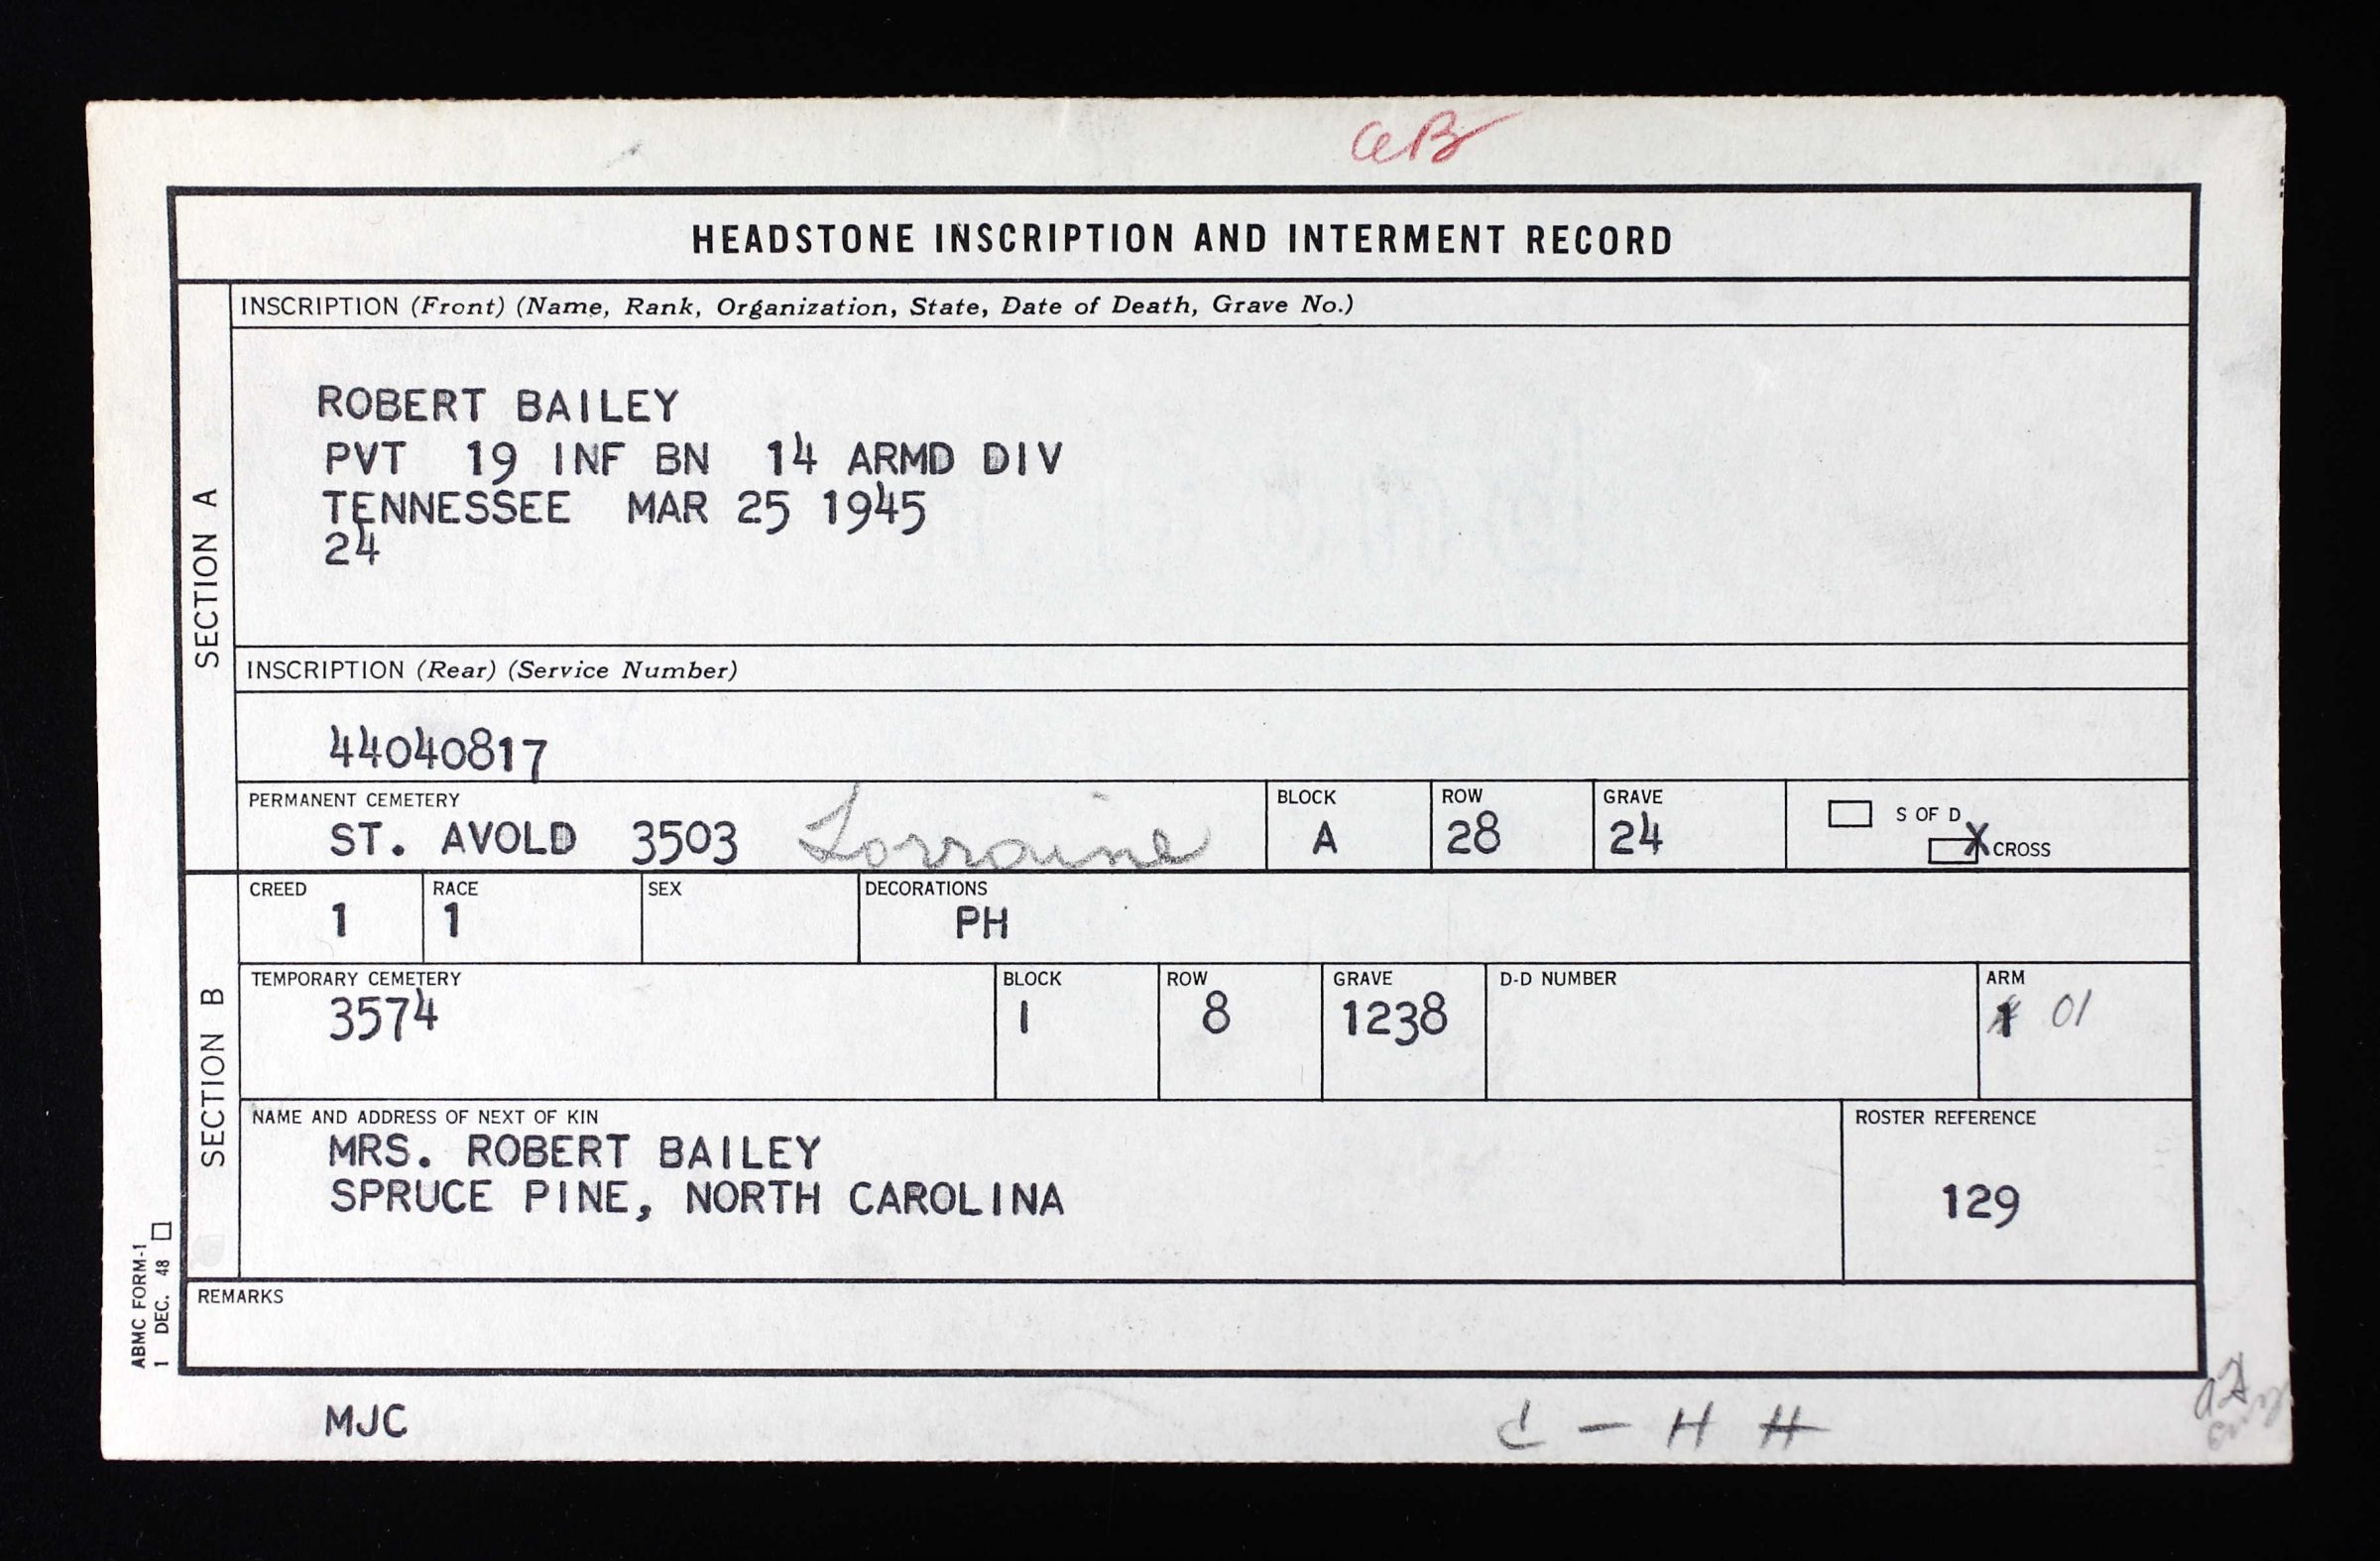 aB
HEADSTONE INSCRIPTION AND INTERMENT RECORD
SECTION A
INSCRIPTION (Front) (Name, Rank, Organization, State, Date of Death, Grave No.)
ROBERT BAILEY
PVT 19 INF BN 14 ARMD DIV
TENNESSEE MAR 25 1945
24
INSCRIPTION (Rear) (Service Number)
44040817
PERMANENT CEMETERY
ST. AVOLD 3503 Lorraine
BLOCK
A
ROW
28
GRAVE
24
S OF D
X CROSS
SECTION B
CREED
1
RACE
1
SEX
DECORATIONS
PH
TEMPORARY CEMETERY
3574
BLOCK
1
ROW
8
GRAVE
1238
D-D NUMBER
ARM
1 01
NAME AND ADDRESS OF NEXT OF KIN
MRS. ROBERT BAILEY
SPRUCE PINE, NORTH CAROLINA
ROSTER REFERENCE
129
REMARKS
ABMC FORM-1
1 DEC. 48
MJC
- H H